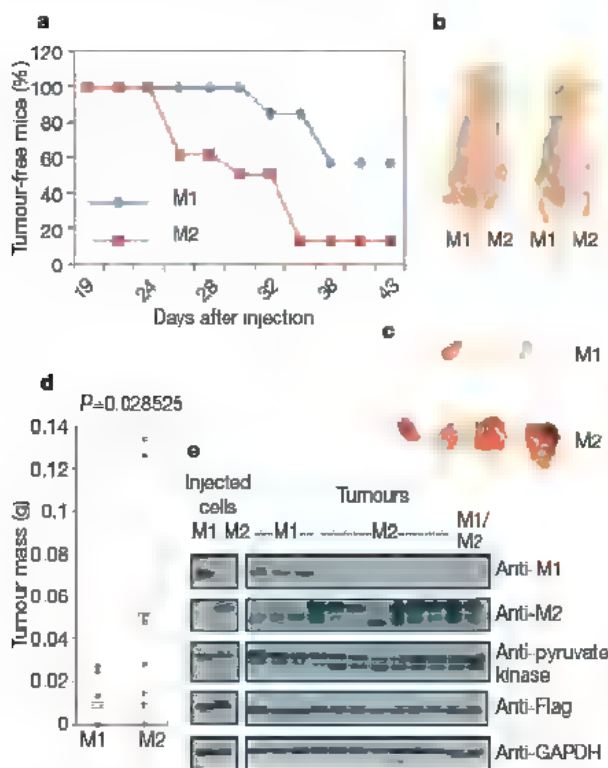 a
120
100
80
60
40
20
0
Tumour-free mice (%)
M1
M2
19
24
28
32
38
43
Days after injection
b
M1 M2 M1 M2
c
M1
M2
d
P=0.028525
0.14
0.12
0.1
0.08
0.06
0.04
0.02
0
Tumour mass (g)
M1 M2
e
Injected
cells
Tumours
M1 M2 M1 M2 M1/
M2
Anti-M1
Anti-M2
Anti-pyruvate
kinase
Anti-Flag
Anti-GAPDH